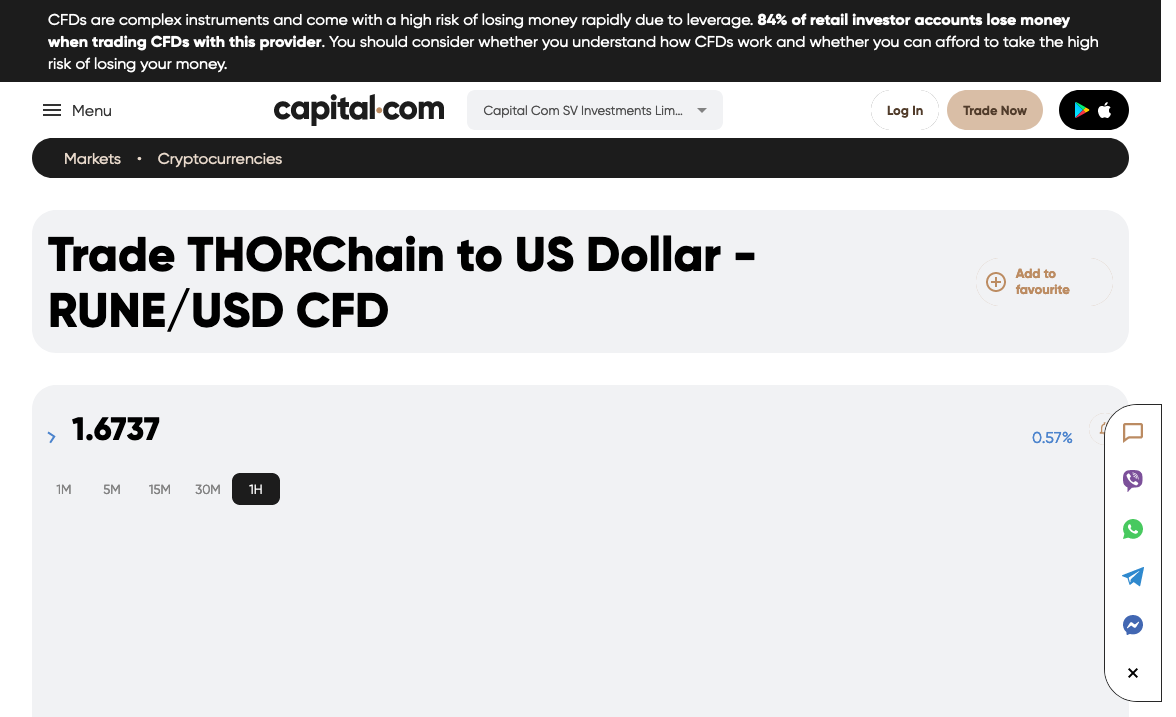 CFDs are complex instruments and come with a high risk of losing money rapidly due to leverage. 84% of retail investor accounts lose money
when trading CFDs with this provider. You should consider whether you understand how CFDs work and whether you can afford to take the high
risk of losing your money.
Menu
capital.com
Capital Com SV Investments Lim...
Log In
Trade Now
Markets
Cryptocurrencies
Trade THORChain to US Dollar -
RUNE/USD CFD
Add to
favourite
1.6737
0.57%
1M 5M 15M 30M 1H